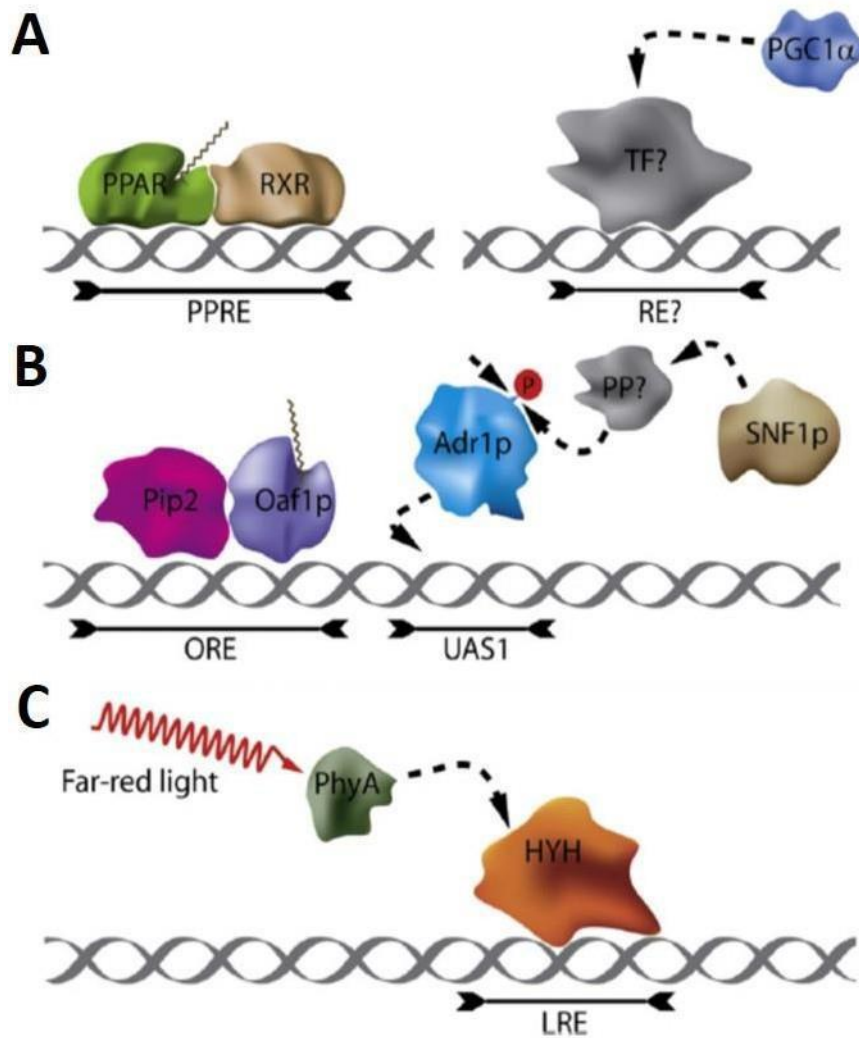 A
PGC1α
PPAR
RXR
TF?
PPRE
RE?
B
P
PP?
Adr1p
SNF1p
Pip2
Oaf1p
ORE
UAS1
C
Far-red light
PhyA
HYH
LRE